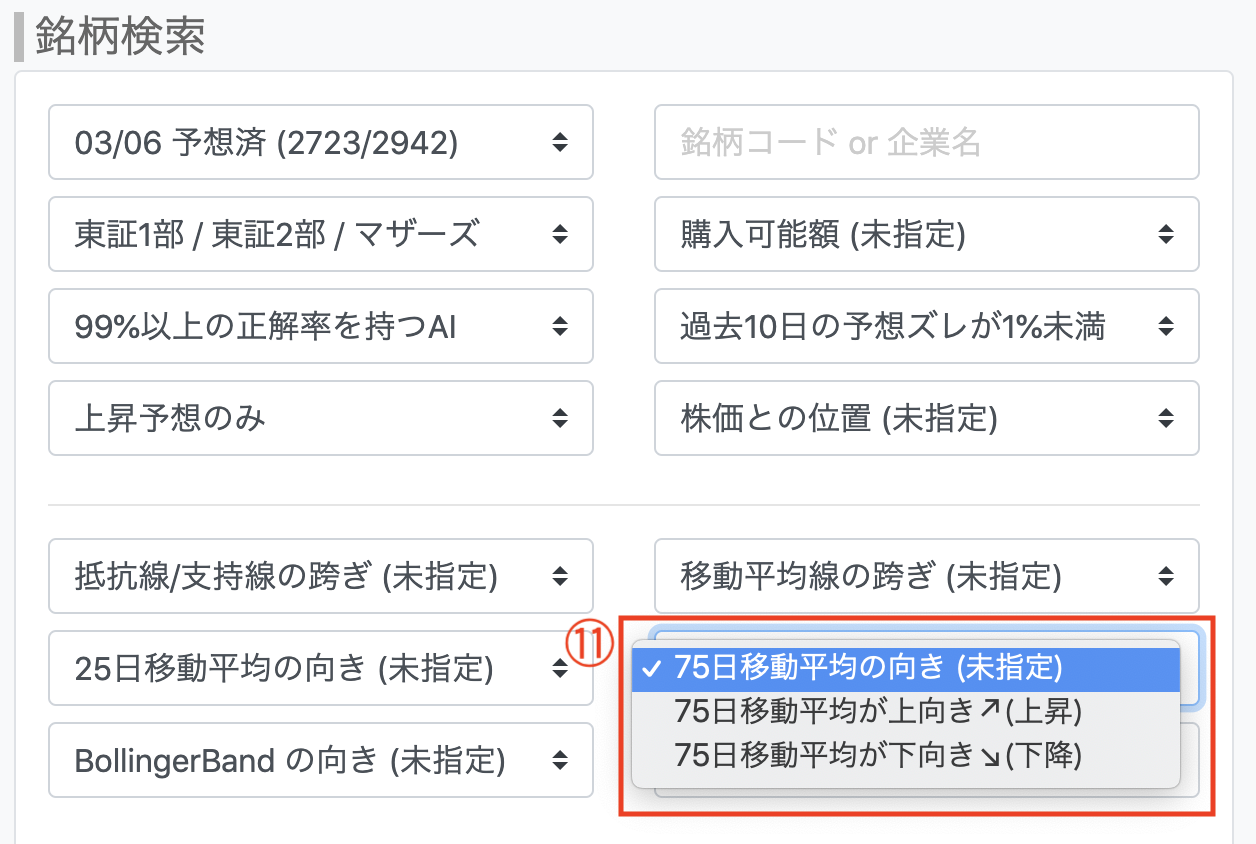 銘柄検索
03/06 予想済 (2723/2942)
銘柄コード or 企業名
東証1部 / 東証2部 / マザーズ
購入可能額 (未指定)
99%以上の正解率を持つAI
過去10日の予想ズレが1%未満
上昇予想のみ
株価との位置 (未指定)
抵抗線/支持線の跨ぎ (未指定)
移動平均線の跨ぎ (未指定)
25日移動平均の向き (未指定)
⑪
✓ 75日移動平均の向き (未指定)
75日移動平均が上向き↗(上昇)
75日移動平均が下向き↘(下降)
BollingerBand の向き (未指定)